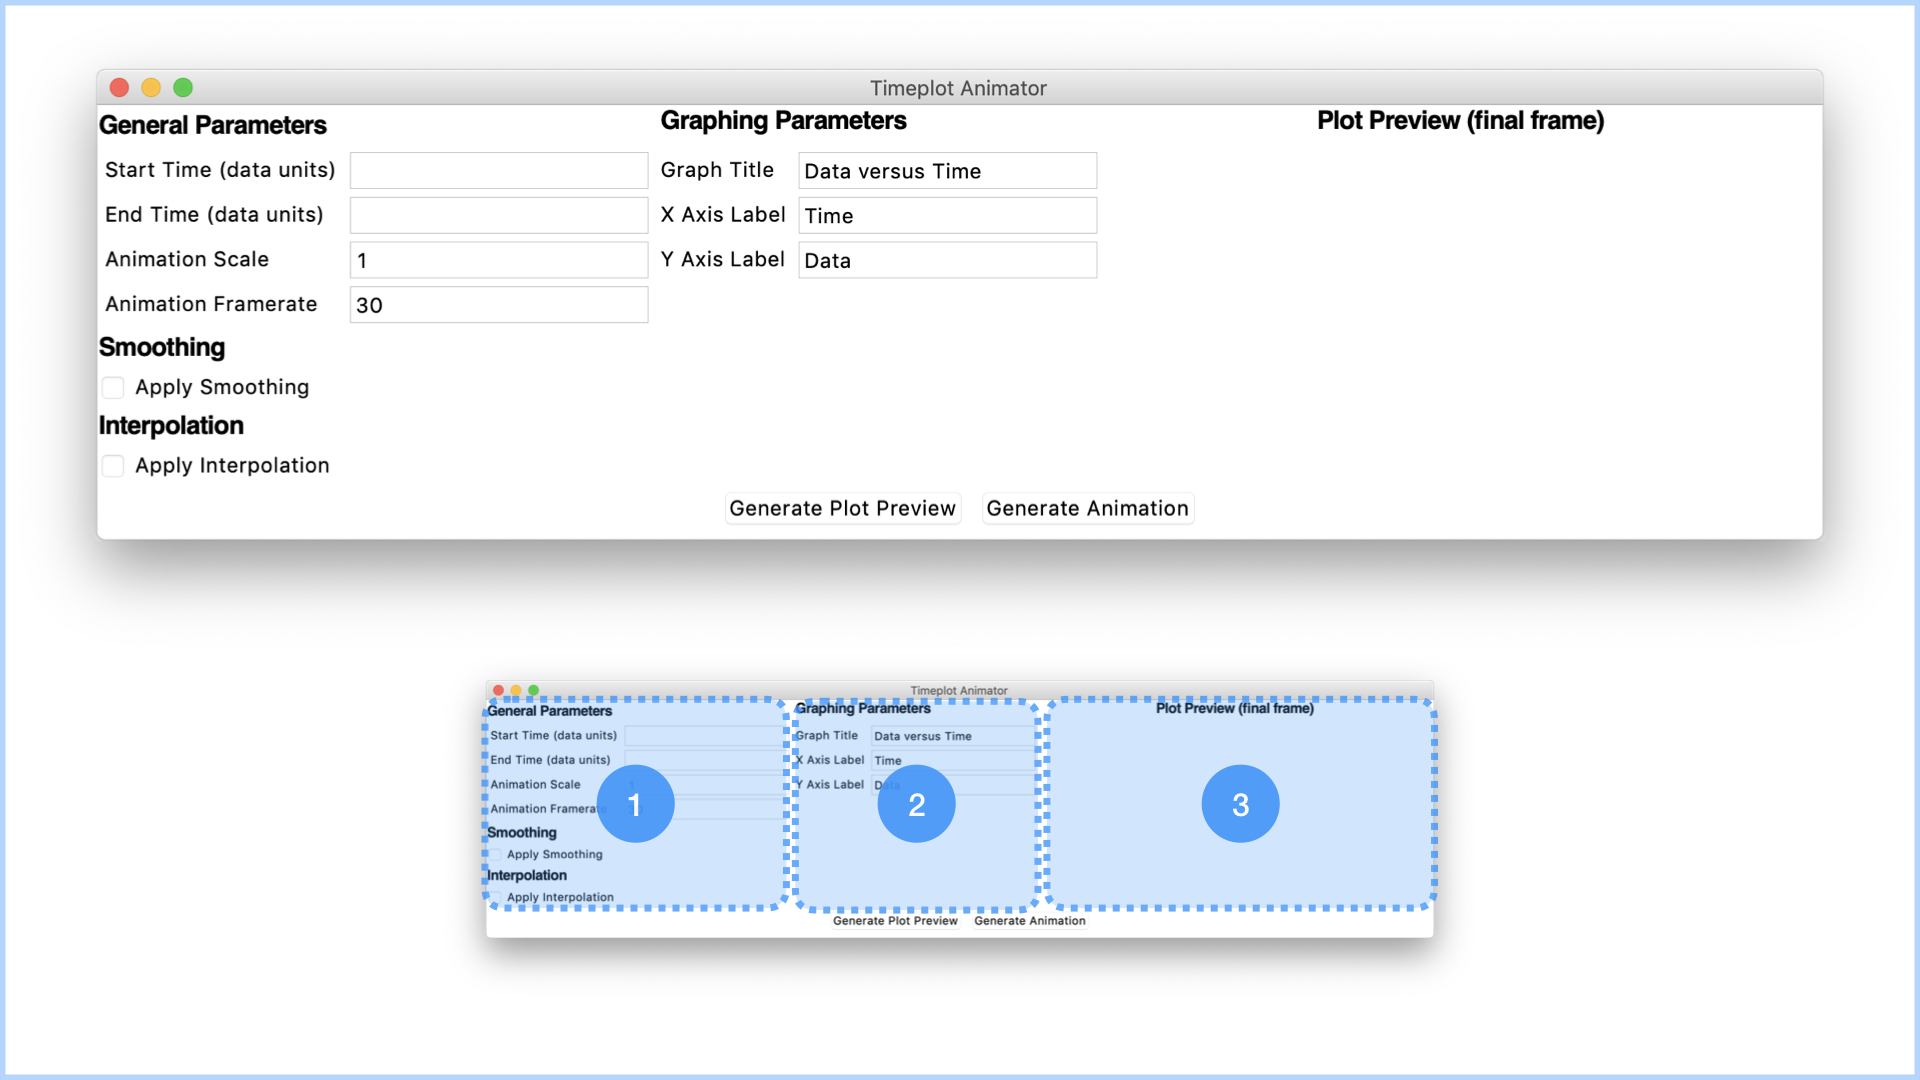 Timeplot Animator
General Parameters
Start Time (data units)
End Time (data units)
Animation Scale 1
Animation Framerate 30
Smoothing
Apply Smoothing
Interpolation
Apply Interpolation
Graphing Parameters
Graph Title Data versus Time
X Axis Label Time
Y Axis Label Data
Plot Preview (final frame)
Generate Plot Preview Generate Animation
Timeplot Animator
General Parameters
Start Time (data units)
End Time (data units)
Animation Scale
Animation Framerate
Smoothing
Apply Smoothing
Interpolation
Apply Interpolation
1
Graphing Parameters
Graph Title Data versus Time
X Axis Label Time
Y Axis Label Data
2
Plot Preview (final frame)
3
Generate Plot Preview Generate Animation